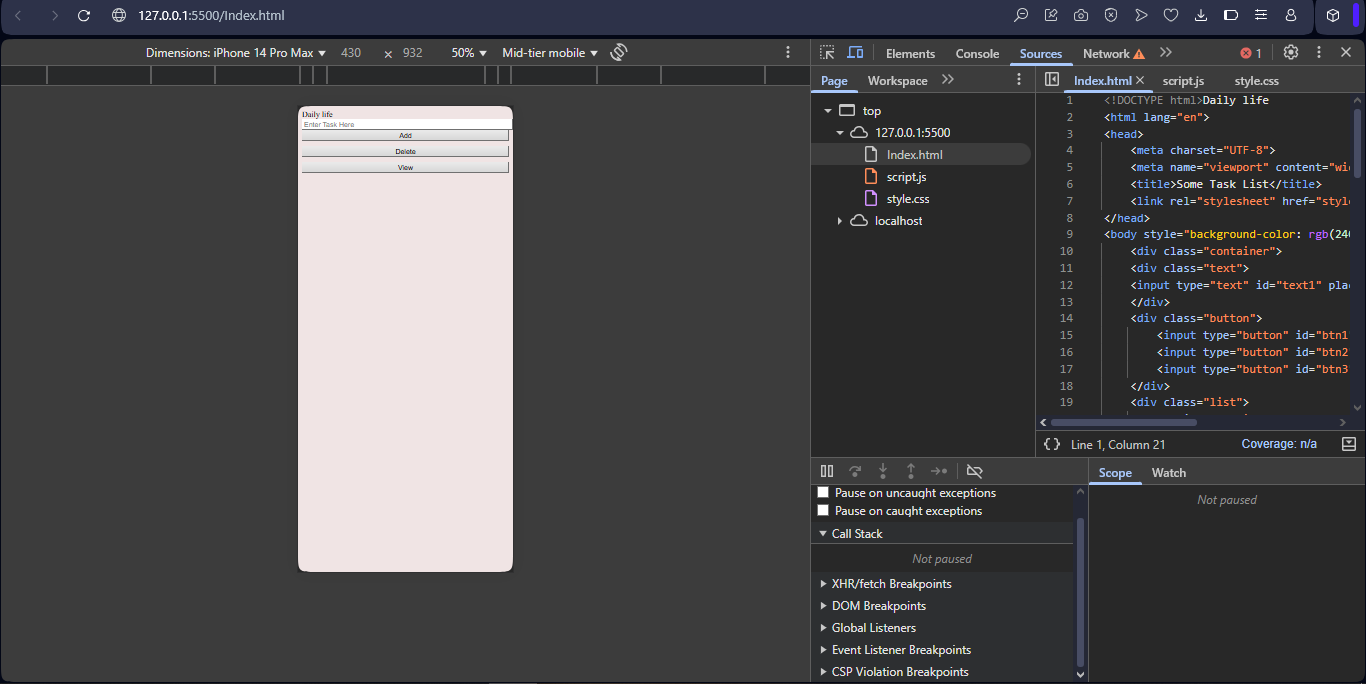 127.0.0.1:5500/Index.html
Dimensions: iPhone 14 Pro Max 430 × 932 50% Mid-tier mobile
Elements Console Sources Network 1
Page Workspace
Index.html script.js style.css
Daily life
Enter Task Here
Add
Delete
View
top
127.0.0.1:5500
Index.html
script.js
style.css
localhost
1 <!DOCTYPE html>Daily life
2 <html lang="en">
3 <head>
4 <meta charset="UTF-8">
5 <meta name="viewport" content="wi
6 <title>Some Task List</title>
7 <link rel="stylesheet" href="style
8 </head>
9 <body style="background-color: rgb(240
10 <div class="container">
11 <div class="text">
12 <input type="text" id="text1" plac
13 </div>
14 <div class="button">
15 <input type="button" id="btn1
16 <input type="button" id="btn2
17 <input type="button" id="btn3
18 </div>
19 <div class="list">
{} Line 1, Column 21 Coverage: n/a
Pause on uncaught exceptions
Pause on caught exceptions
Call Stack
Not paused
XHR/fetch Breakpoints
DOM Breakpoints
Global Listeners
Event Listener Breakpoints
CSP Violation Breakpoints
Scope Watch
Not paused